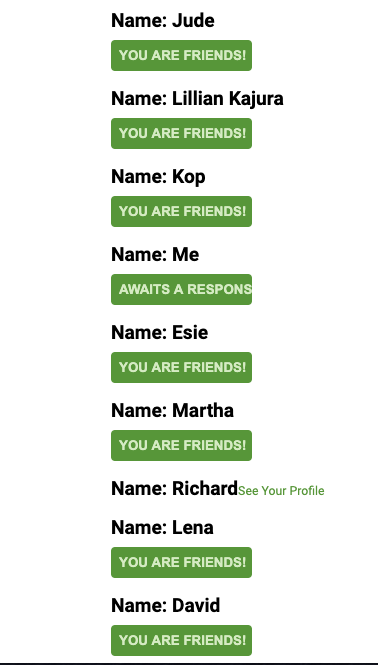 Name: Jude
YOU ARE FRIENDS!
Name: Lillian Kajura
YOU ARE FRIENDS!
Name: Kop
YOU ARE FRIENDS!
Name: Me
AWAITS A RESPONS
Name: Esie
YOU ARE FRIENDS!
Name: Martha
YOU ARE FRIENDS!
Name: RichardSee Your Profile
Name: Lena
YOU ARE FRIENDS!
Name: David
YOU ARE FRIENDS!